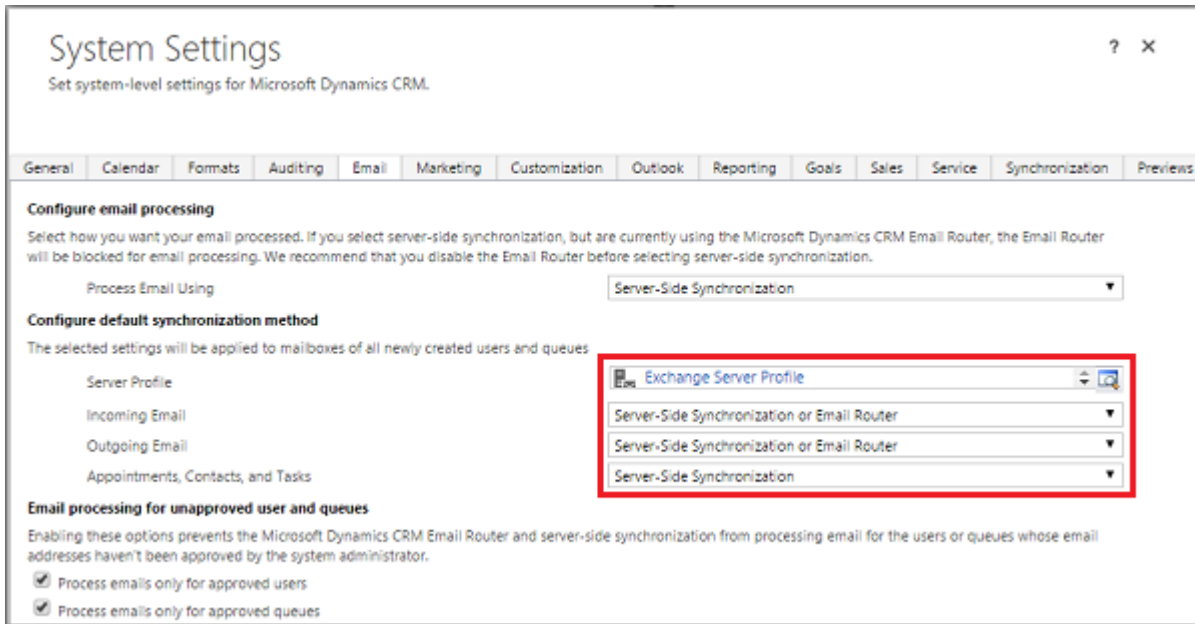 System Settings
? ✕
Set system-level settings for Microsoft Dynamics CRM.
General Calendar Formats Auditing Email Marketing Customization Outlook Reporting Goals Sales Service Synchronization Previews
Configure email processing
Select how you want your email processed. If you select server-side synchronization, but are currently using the Microsoft Dynamics CRM Email Router, the Email Router
will be blocked for email processing. We recommend that you disable the Email Router before selecting server-side synchronization.
Process Email Using Server-Side Synchronization
Configure default synchronization method
The selected settings will be applied to mailboxes of all newly created users and queues
Server Profile Exchange Server Profile
Incoming Email Server-Side Synchronization or Email Router
Outgoing Email Server-Side Synchronization or Email Router
Appointments, Contacts, and Tasks Server-Side Synchronization
Email processing for unapproved user and queues
Enabling these options prevents the Microsoft Dynamics CRM Email Router and server-side synchronization from processing email for the users or queues whose email
addresses haven't been approved by the system administrator.
Process emails only for approved users
Process emails only for approved queues